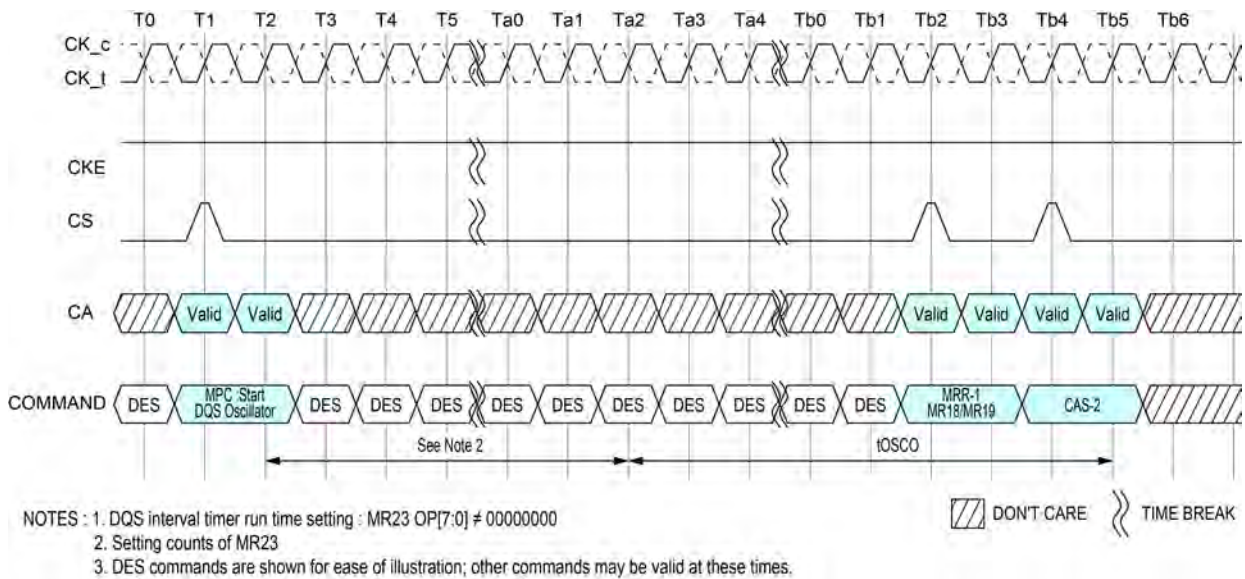 T0 T1 T2 T3 T4 T5 Ta0 Ta1 Ta2 Ta3 Ta4 Tb0 Tb1 Tb2 Tb3 Tb4 Tb5 Tb6
CK_c
CK_t
CKE
CS
CA Valid Valid Valid Valid Valid Valid
COMMAND DES MPC :Start DQS Oscillator DES DES DES DES DES DES DES DES DES DES MRR-1 MR18/MR19 CAS-2
See Note 2 tOSCO
NOTES : 1. DQS interval timer run time setting : MR23 OP[7:0] ≠ 00000000
2. Setting counts of MR23
3. DES commands are shown for ease of illustration; other commands may be valid at these times.
DON'T CARE TIME BREAK